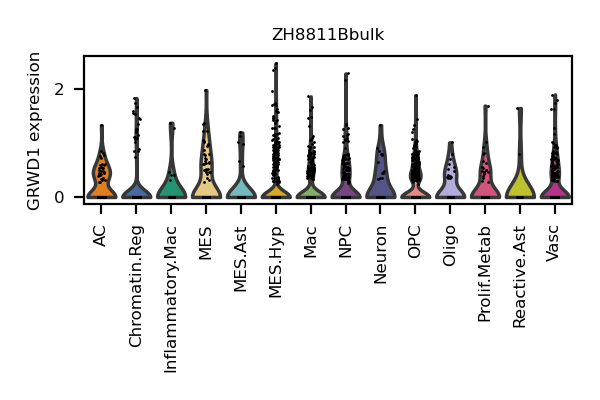 ZH8811Bbulk
GRWD1 expression
2
0
AC
Chromatin.Reg
Inflammatory.Mac
MES
MES.Ast
MES.Hyp
Mac
NPC
Neuron
OPC
Oligo
Prolif.Metab
Reactive.Ast
Vasc